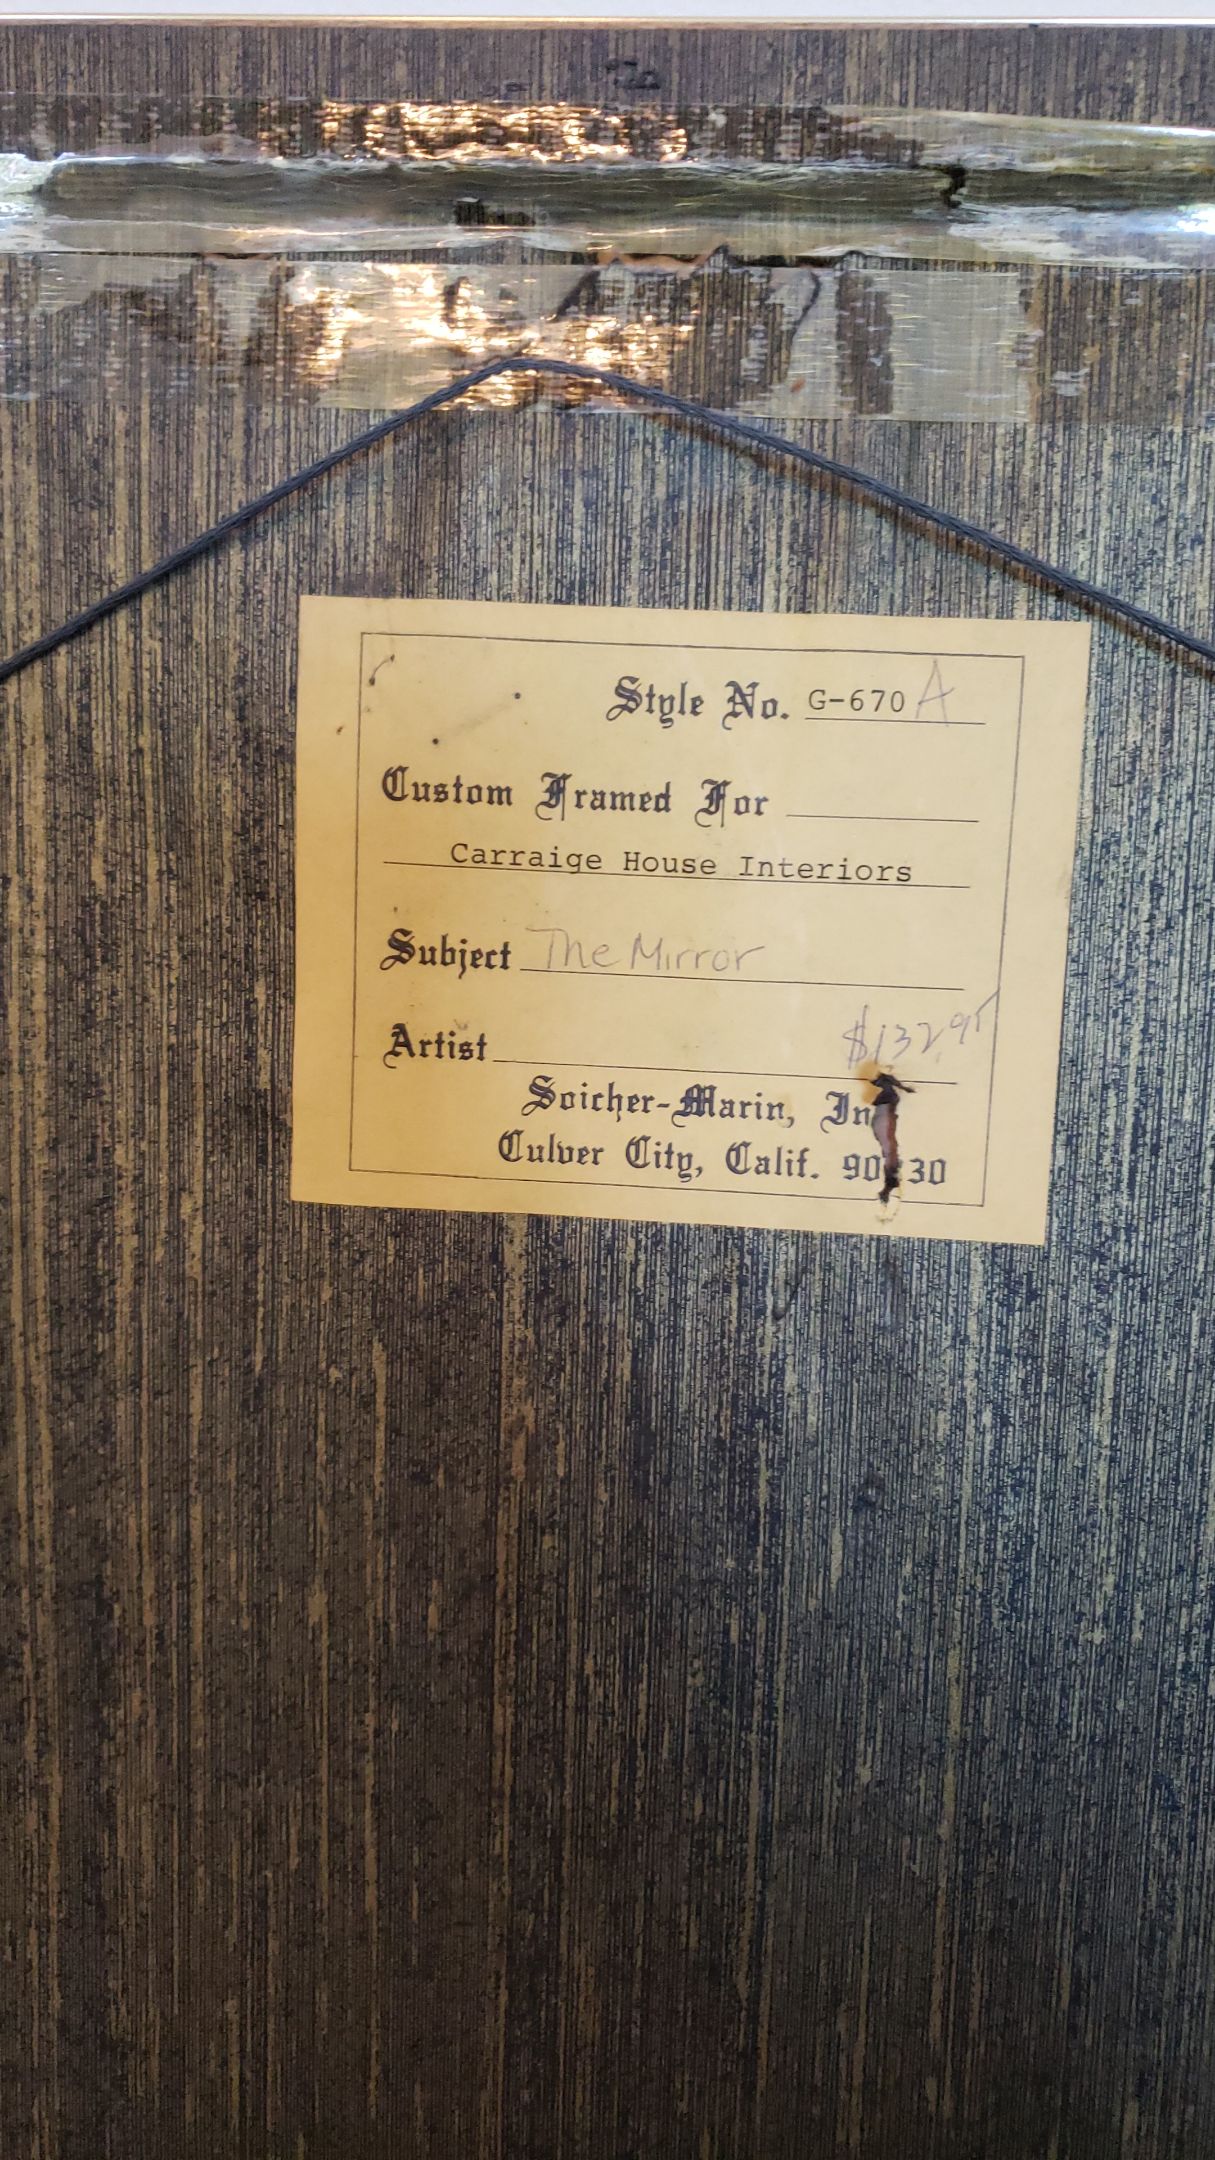 Style No. G-670 A
Custom Framed For
Carraige House Interiors
Subject The Mirror
Artist
$132.95
Soicher-Marin, In
Culver City, Calif. 90 30